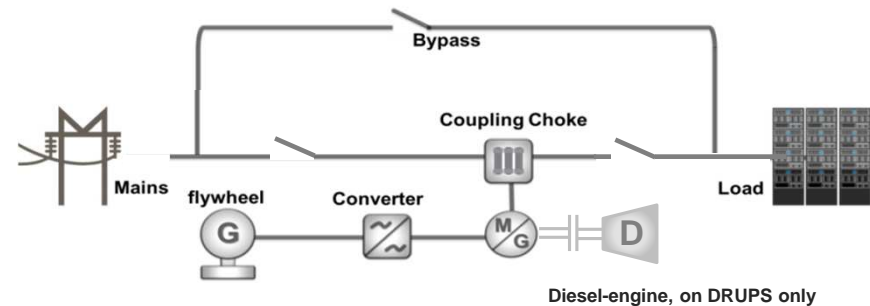 Bypass
Coupling Choke
Mains
flywheel
Converter
Load
G
M
G
D
Diesel-engine, on DRUPS only